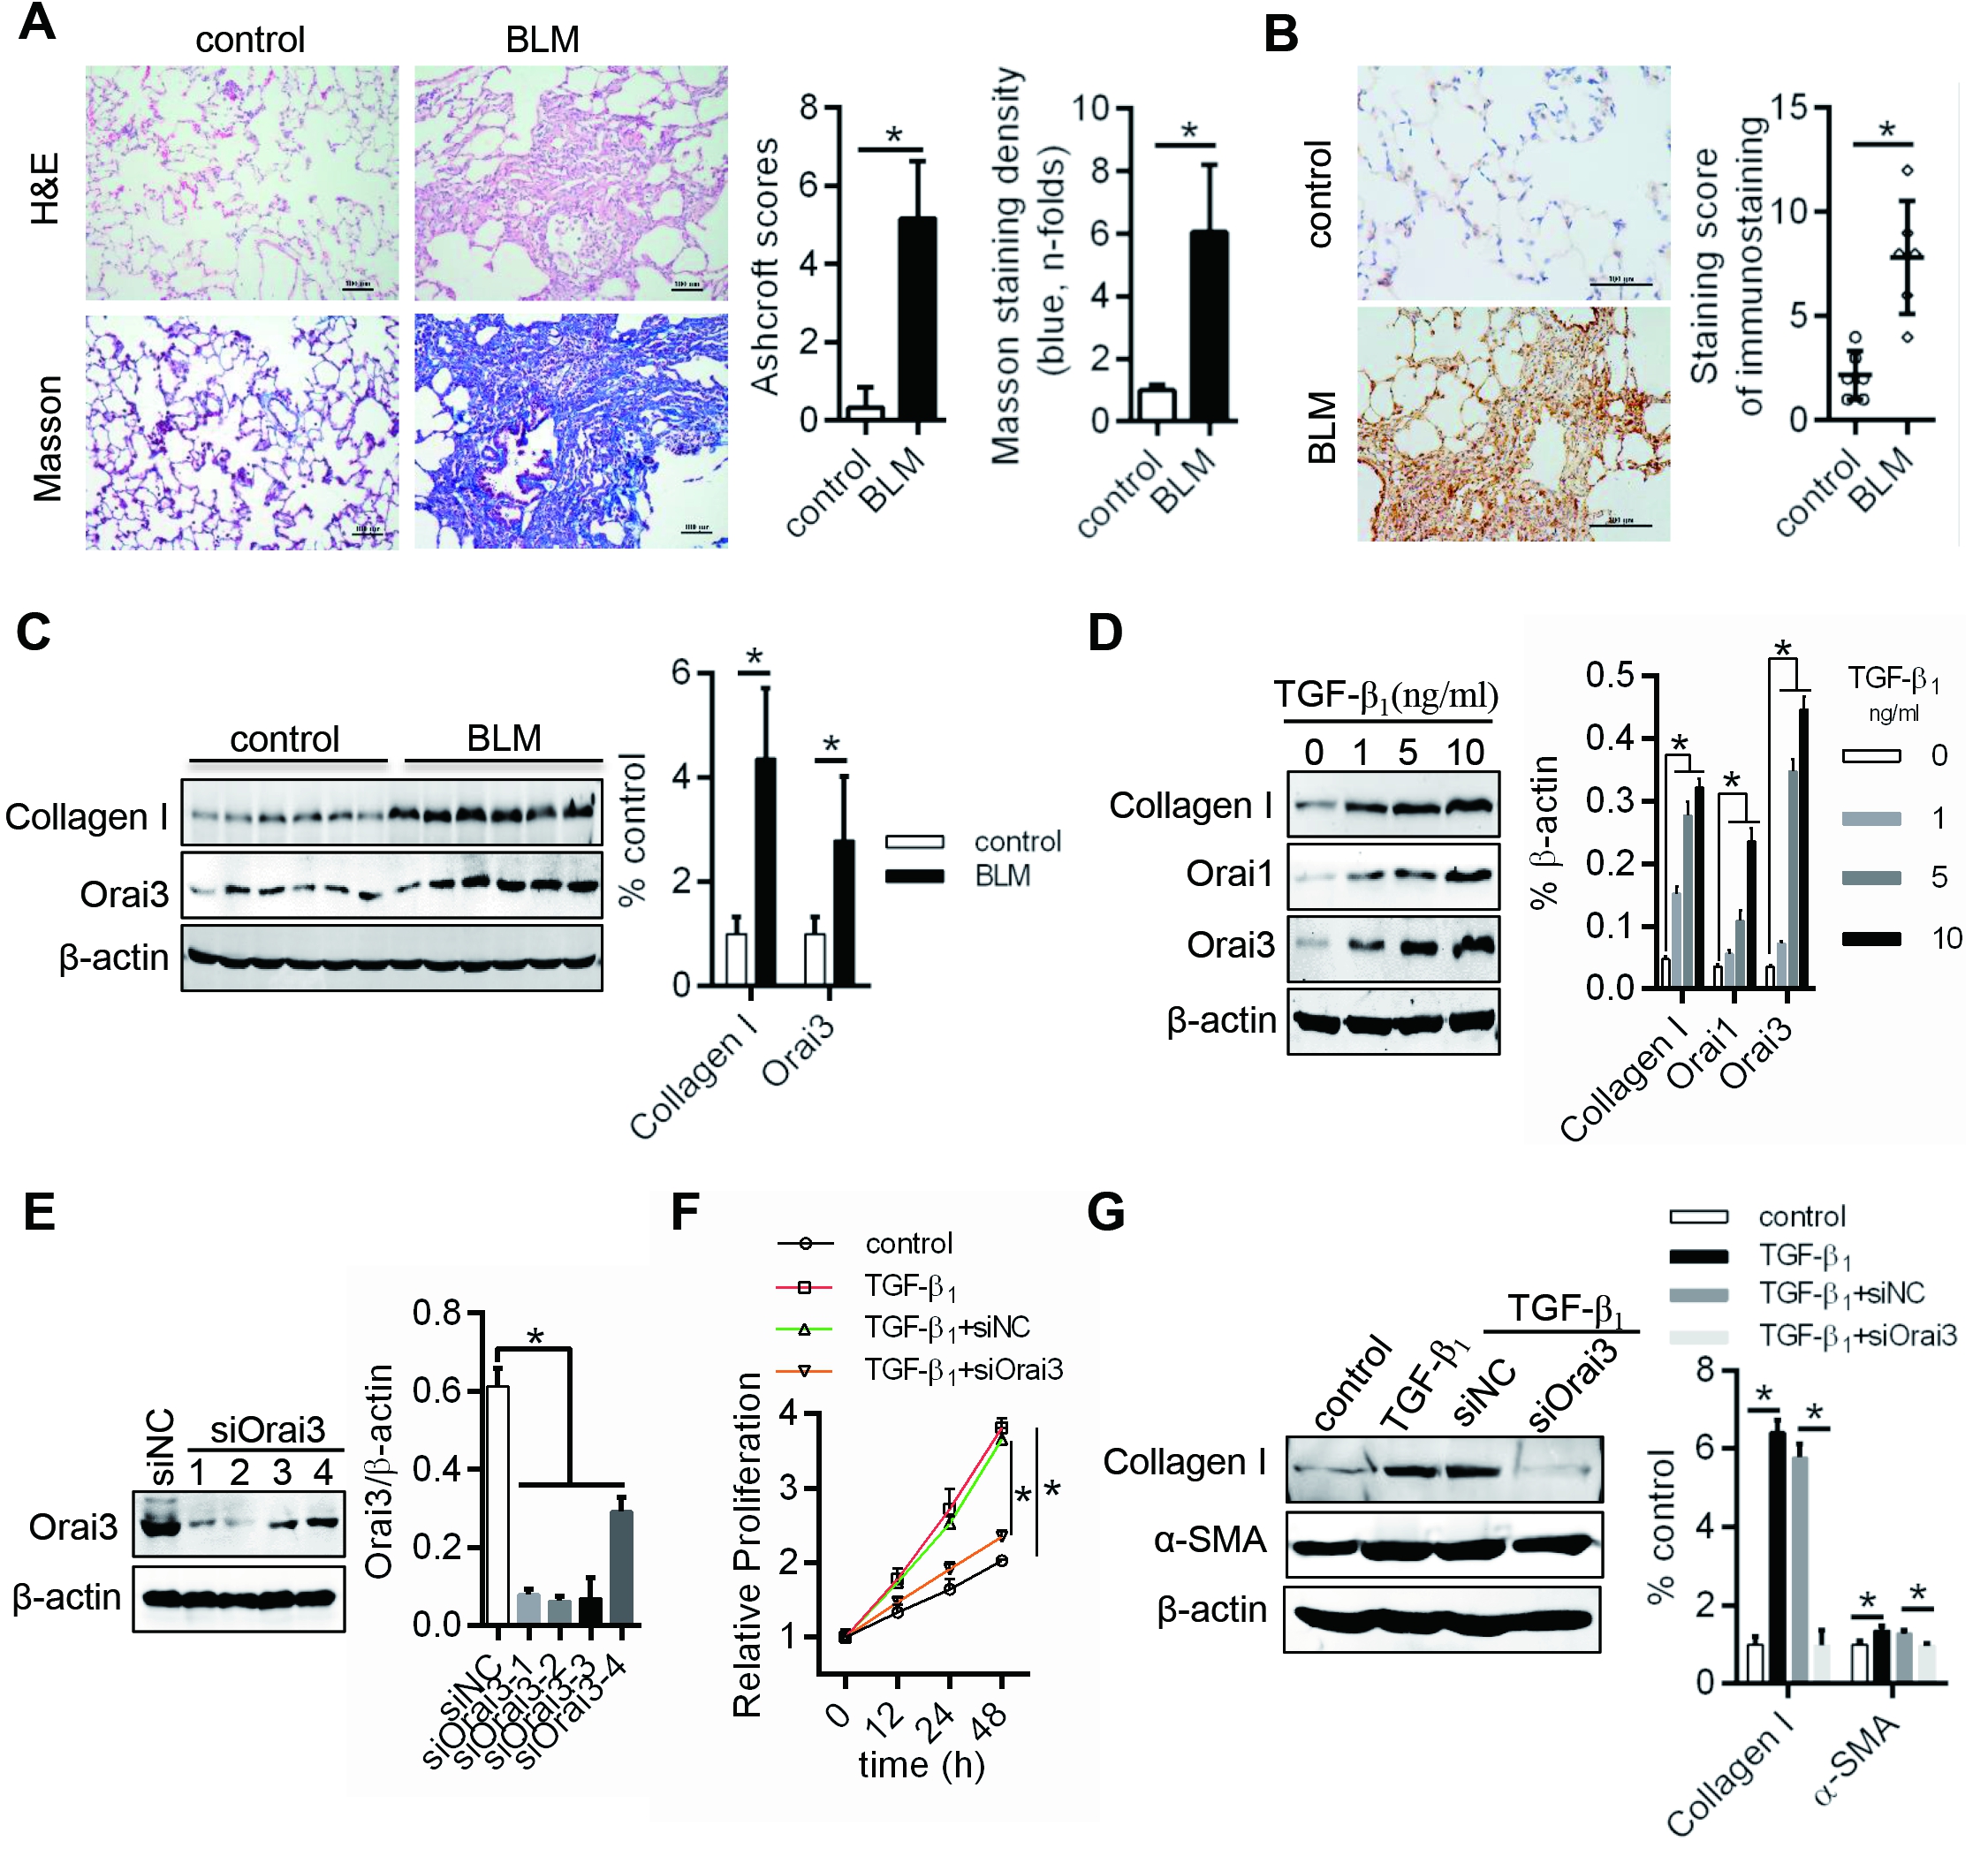 A
control
BLM
H&E
Masson
100 μm
100 μm
Ashcroft scores
8
6
4
2
0
control
BLM
*
Masson staining density
(blue, n-folds)
10
8
6
4
2
0
control
BLM
*
B
control
BLM
Staining score
of immunostaining
15
10
5
0
control
BLM
*
C
control
BLM
Collagen I
Orai3
β-actin
% control
6
4
2
0
*
*
Collagen I
Orai3
control
BLM
D
TGF-β1(ng/ml)
0 1 5 10
Collagen I
Orai1
Orai3
β-actin
% β-actin
0.5
0.4
0.3
0.2
0.1
0.0
*
*
*
Collagen I
Orai1
Orai3
TGF-β1
ng/ml
0
1
5
10
E
siNC
siOrai3
1 2 3 4
Orai3
β-actin
Orai3/β-actin
0.8
0.6
0.4
0.2
0.0
*
siNC
siOrai3-1
siOrai3-2
siOrai3-3
siOrai3-4
F
control
TGF-β1
TGF-β1+siNC
TGF-β1+siOrai3
Relative Proliferation
4
3
2
1
* *
0 12 24 48
time (h)
G
TGF-β1
control
TGF-β1
siNC
siOrai3
Collagen I
α-SMA
β-actin
control
TGF-β1
TGF-β1+siNC
TGF-β1+siOrai3
% control
8
6
4
2
0
*
*
*
*
Collagen I
α-SMA